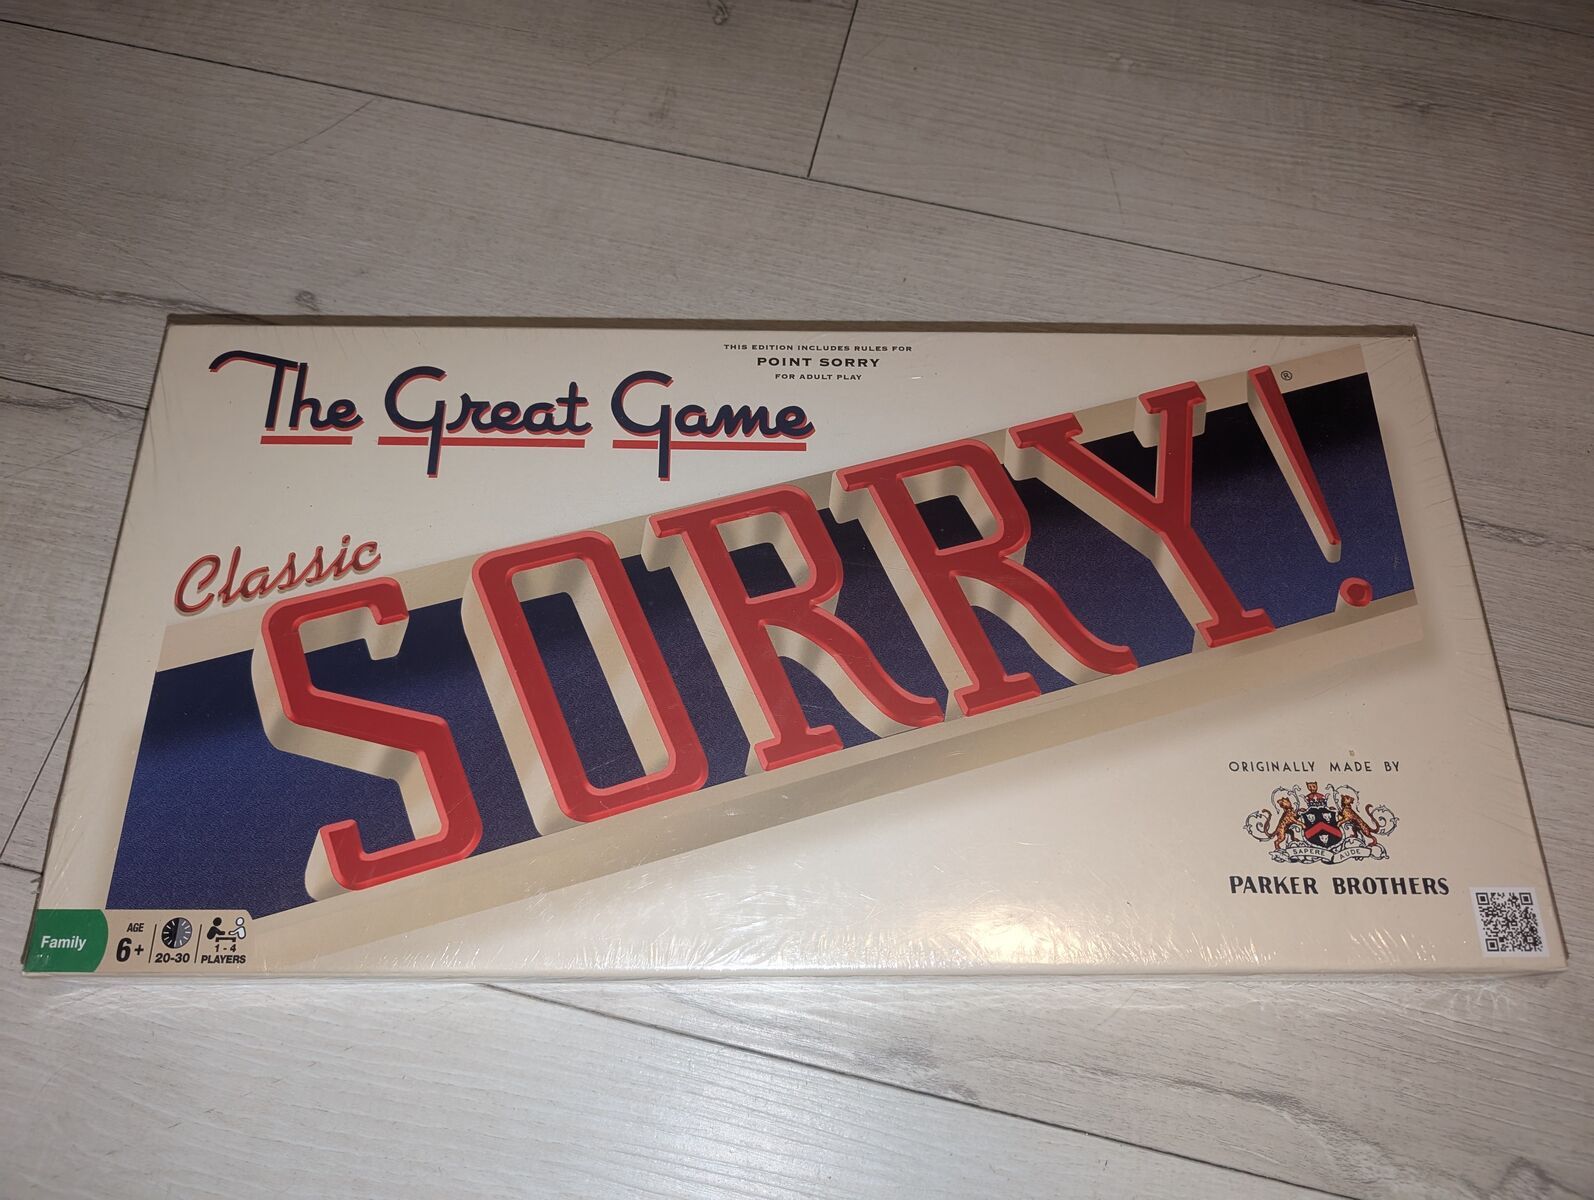 THIS EDITION INCLUDES RULES FOR
POINT SORRY
FOR ADULT PLAY
The Great Game
Classic
SORRY!®
ORIGINALLY MADE BY
SAPERE AUDE
PARKER BROTHERS
Family
AGE
6+
20-30
1 - 4
PLAYERS